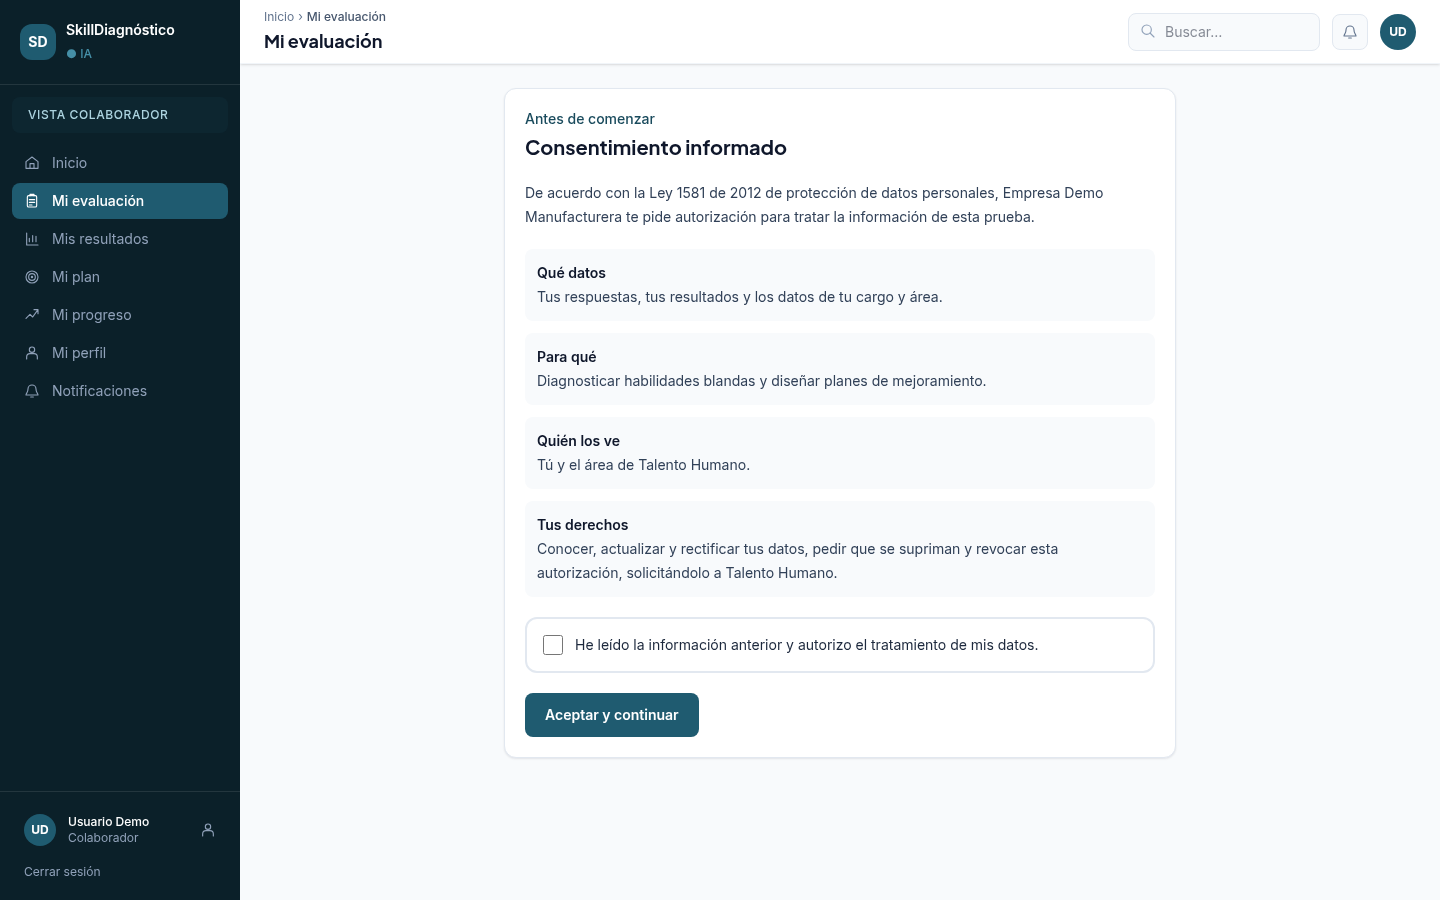 SD
SkillDiagnóstico
IA
VISTA COLABORADOR
Inicio
Mi evaluación
Mis resultados
Mi plan
Mi progreso
Mi perfil
Notificaciones
UD
Usuario Demo
Colaborador
Cerrar sesión
Inicio › Mi evaluación
Mi evaluación
Buscar...
UD
Antes de comenzar
Consentimiento informado
De acuerdo con la Ley 1581 de 2012 de protección de datos personales, Empresa Demo
Manufacturera te pide autorización para tratar la información de esta prueba.
Qué datos
Tus respuestas, tus resultados y los datos de tu cargo y área.
Para qué
Diagnosticar habilidades blandas y diseñar planes de mejoramiento.
Quién los ve
Tú y el área de Talento Humano.
Tus derechos
Conocer, actualizar y rectificar tus datos, pedir que se supriman y revocar esta
autorización, solicitándolo a Talento Humano.
He leído la información anterior y autorizo el tratamiento de mis datos.
Aceptar y continuar